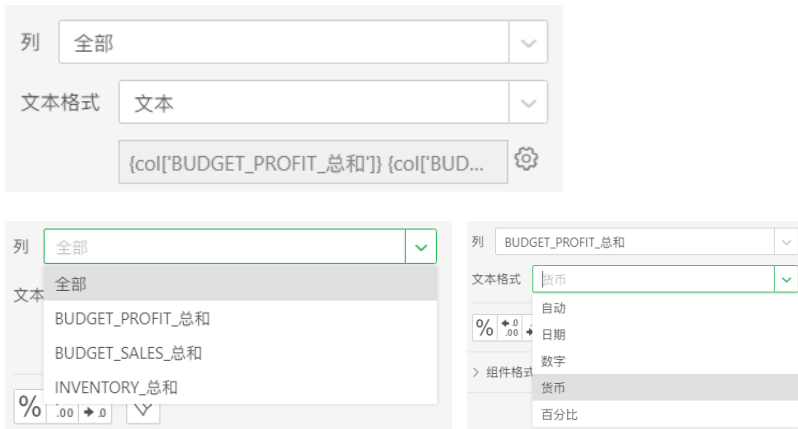 列 全部
文本格式 文本
{col['BUDGET_PROFIT_总和']} {col['BUD...
列 全部
全部
文本
BUDGET_PROFIT_总和
BUDGET_SALES_总和
INVENTORY_总和
% .00 .0
列 BUDGET_PROFIT_总和
文本格式 货币
自动
日期
% .0 .00
数字
组件格式
货币
百分比